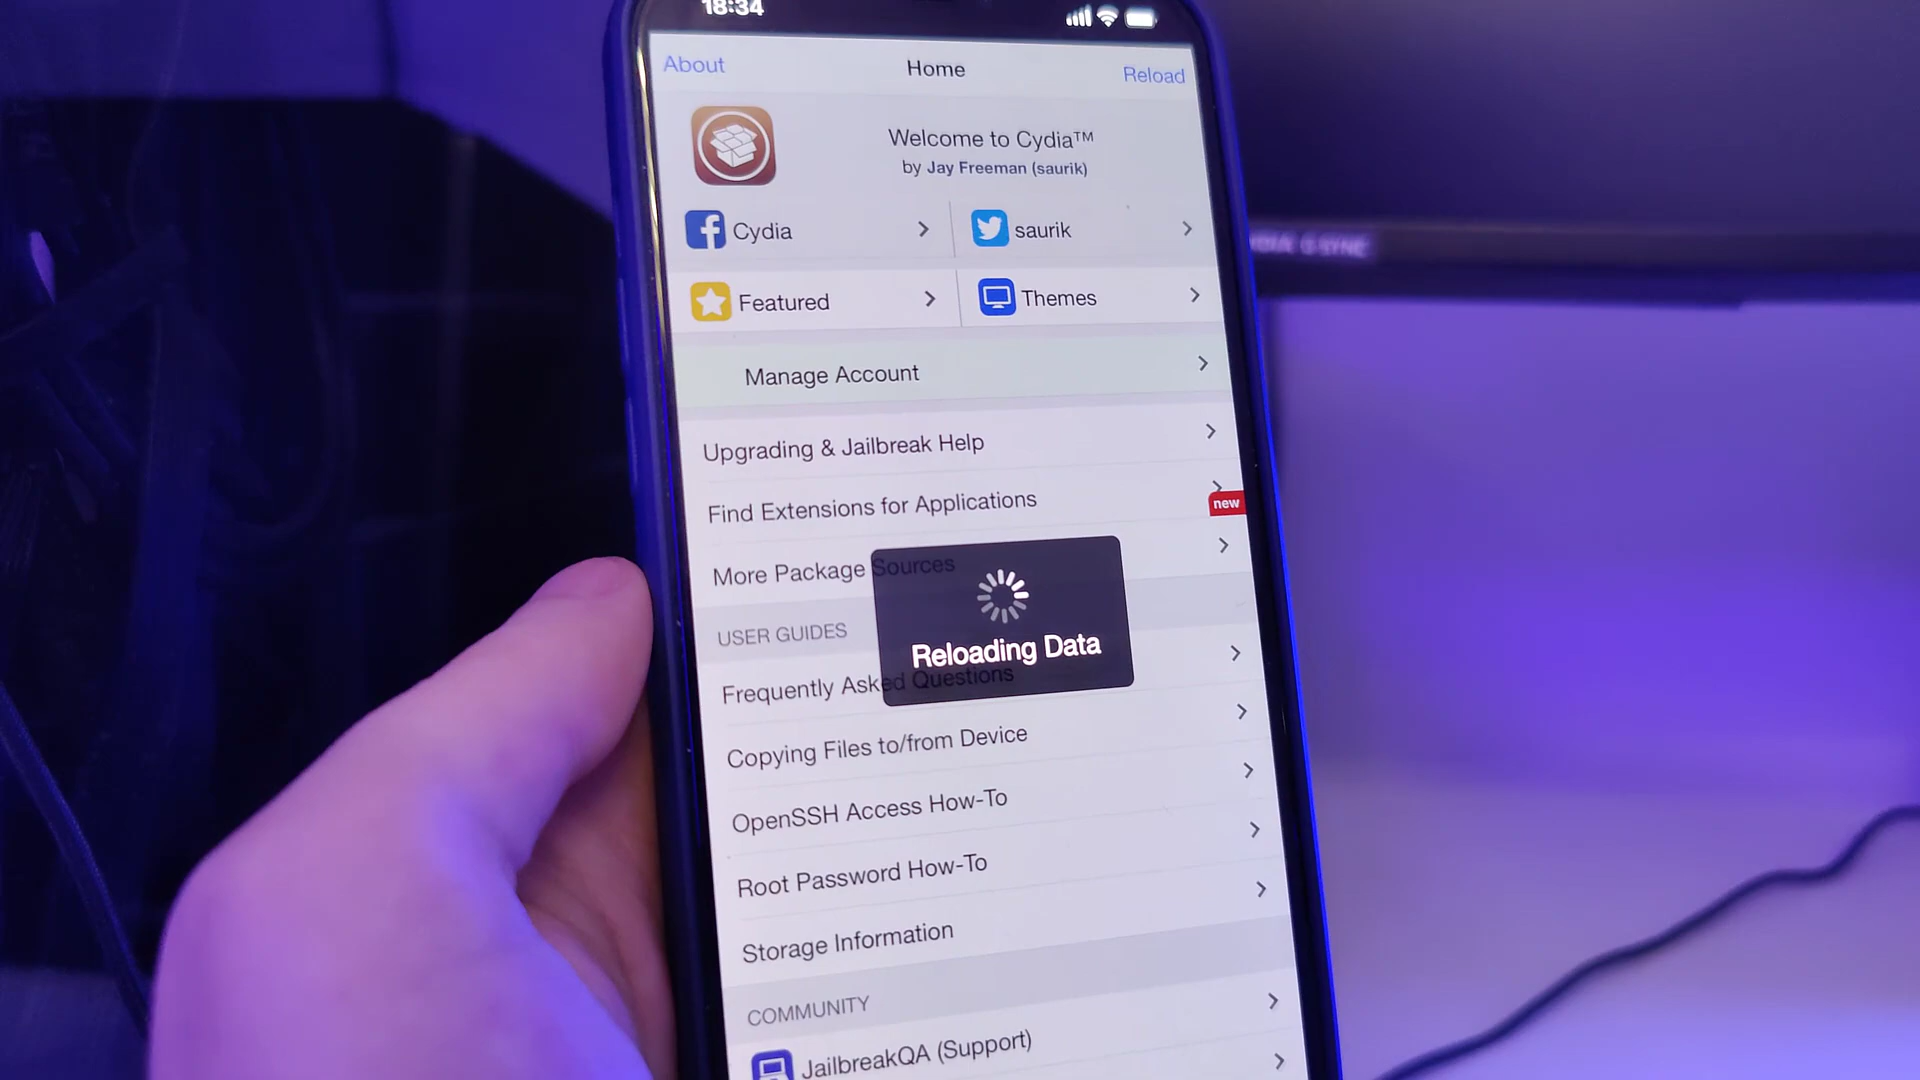 18:34
About
Home
Reload
Welcome to Cydia™
by Jay Freeman (saurik)
Cydia
saurik
Featured
Themes
Manage Account
Upgrading & Jailbreak Help
Find Extensions for Applications
new
More Package Sources
Reloading Data
USER GUIDES
Frequently Asked Questions
Copying Files to/from Device
OpenSSH Access How-To
Root Password How-To
Storage Information
COMMUNITY
JailbreakQA (Support)
G-SYNC